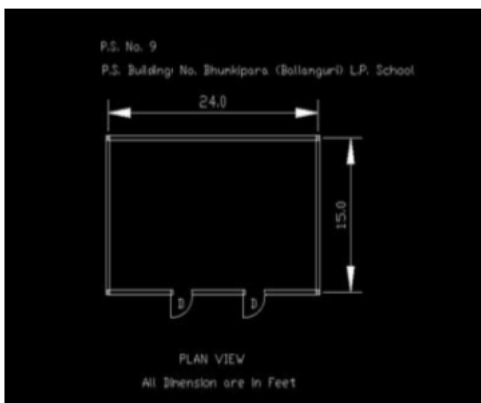 P.S. No. 9
P.S. Building: No. Bhunkipara (Ballanguri) L.P. School
24.0
15.0
D D
PLAN VIEW
All Dimension are in Feet